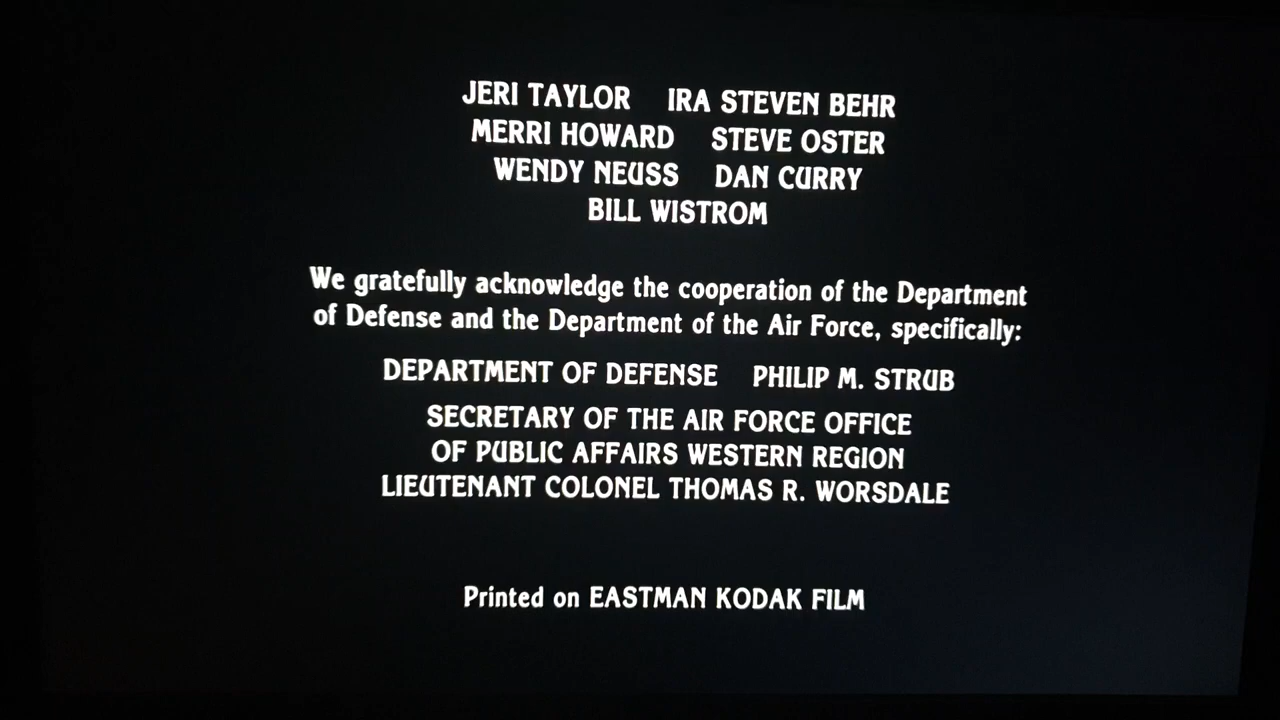 JERI TAYLOR IRA STEVEN BEHR
MERRI HOWARD STEVE OSTER
WENDY NEUSS DAN CURRY
BILL WISTROM
We gratefully acknowledge the cooperation of the Department
of Defense and the Department of the Air Force, specifically:
DEPARTMENT OF DEFENSE PHILIP M. STRUB
SECRETARY OF THE AIR FORCE OFFICE
OF PUBLIC AFFAIRS WESTERN REGION
LIEUTENANT COLONEL THOMAS R. WORSDALE
Printed on EASTMAN KODAK FILM